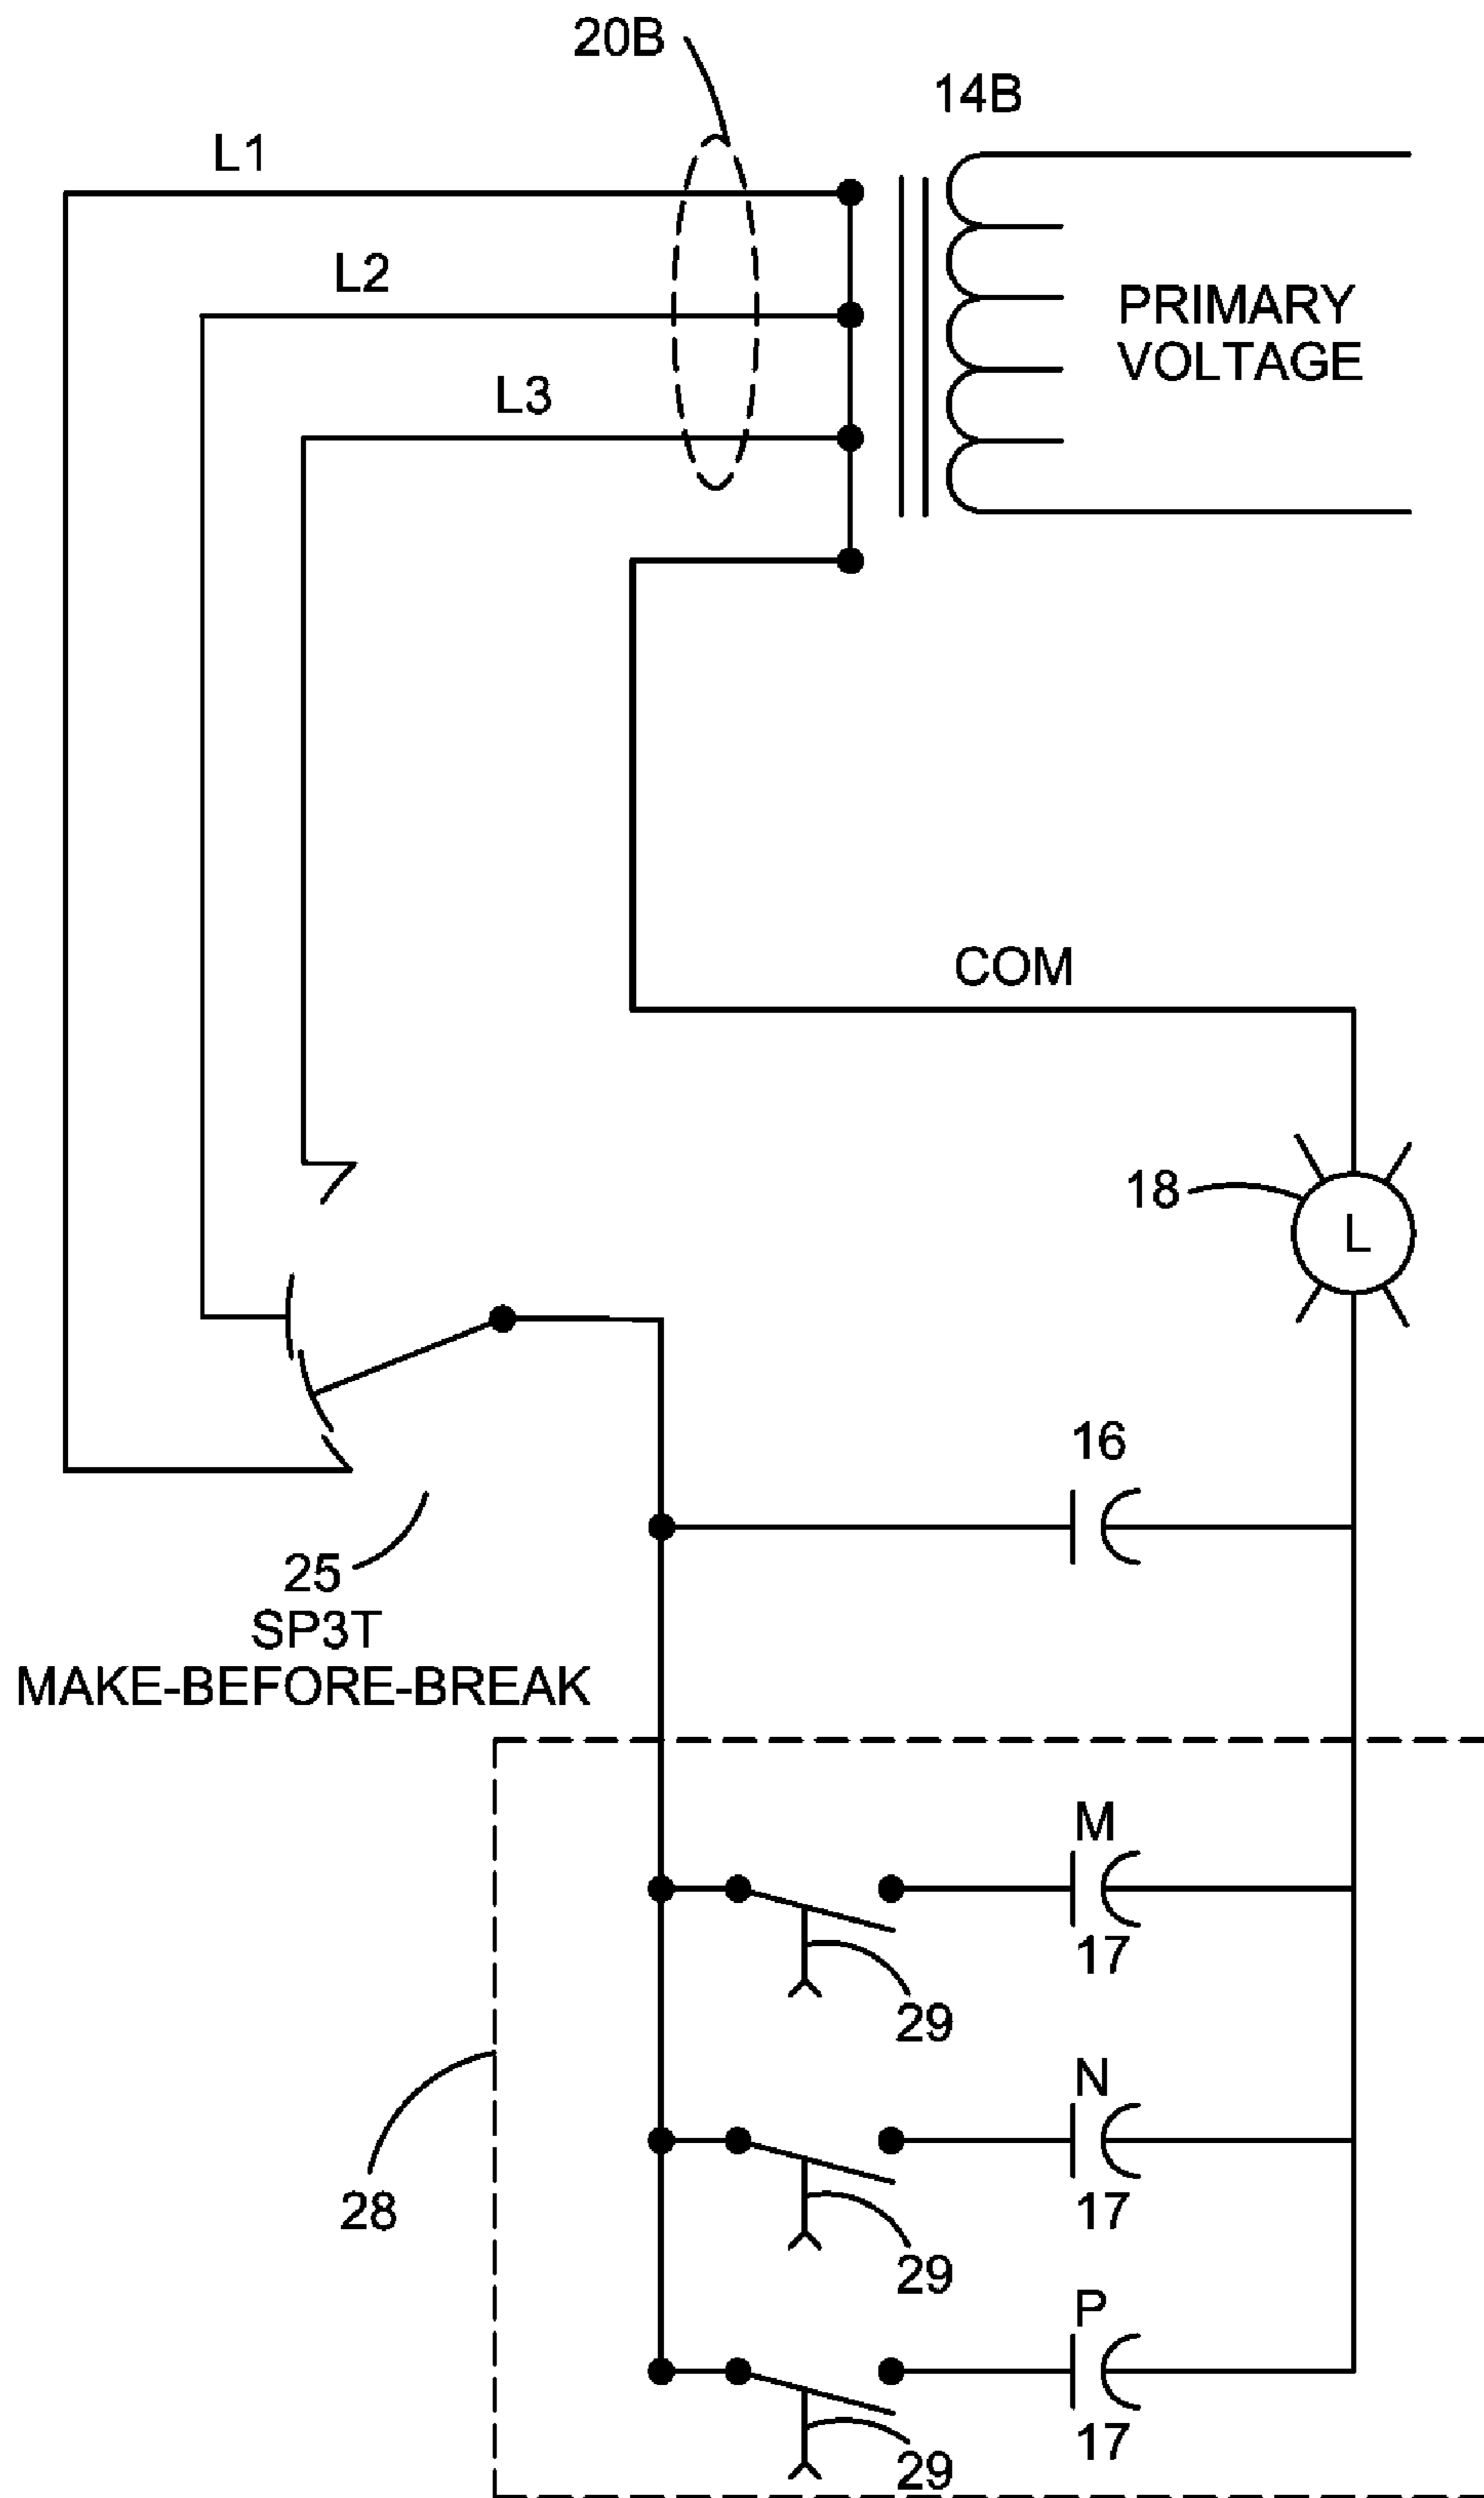 20B
14B
L1
L2
PRIMARY
VOLTAGE
L3
COM
18
L
16
25
SP3T
MAKE-BEFORE-BREAK
M
17
29
N
28
17
29
P
17
29